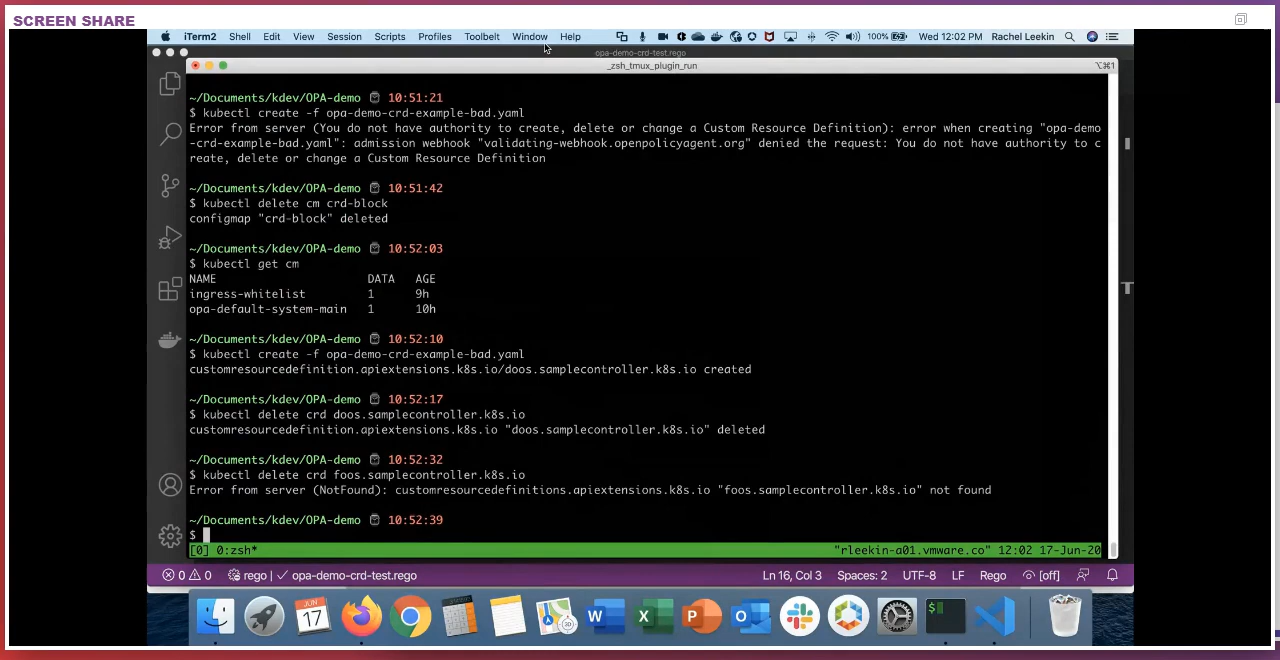 SCREEN SHARE
iTerm2 Shell Edit View Session Scripts Profiles Toolbelt Window Help 100% Wed 12:02 PM Rachel Leekin
opa-demo-crd-test.rego
_zsh_tmux_plugin_run ⌥⌘1
~/Documents/kdev/OPA-demo 10:51:21
$ kubectl create -f opa-demo-crd-example-bad.yaml
Error from server (You do not have authority to create, delete or change a Custom Resource Definition): error when creating "opa-demo
-crd-example-bad.yaml": admission webhook "validating-webhook.openpolicyagent.org" denied the request: You do not have authority to c
reate, delete or change a Custom Resource Definition
~/Documents/kdev/OPA-demo 10:51:42
$ kubectl delete cm crd-block
configmap "crd-block" deleted
~/Documents/kdev/OPA-demo 10:52:03
$ kubectl get cm
NAME DATA AGE
ingress-whitelist 1 9h
opa-default-system-main 1 10h
~/Documents/kdev/OPA-demo 10:52:10
$ kubectl create -f opa-demo-crd-example-bad.yaml
customresourcedefinition.apiextensions.k8s.io/doos.samplecontroller.k8s.io created
~/Documents/kdev/OPA-demo 10:52:17
$ kubectl delete crd doos.samplecontroller.k8s.io
customresourcedefinition.apiextensions.k8s.io "doos.samplecontroller.k8s.io" deleted
~/Documents/kdev/OPA-demo 10:52:32
$ kubectl delete crd foos.samplecontroller.k8s.io
Error from server (NotFound): customresourcedefinitions.apiextensions.k8s.io "foos.samplecontroller.k8s.io" not found
~/Documents/kdev/OPA-demo 10:52:39
$
[0] 0:zsh* "rleekin-a01.vmware.co" 12:02 17-Jun-20
0 0 rego | ✓ opa-demo-crd-test.rego Ln 16, Col 3 Spaces: 2 UTF-8 LF Rego [off]
JUN
17
W X P O $